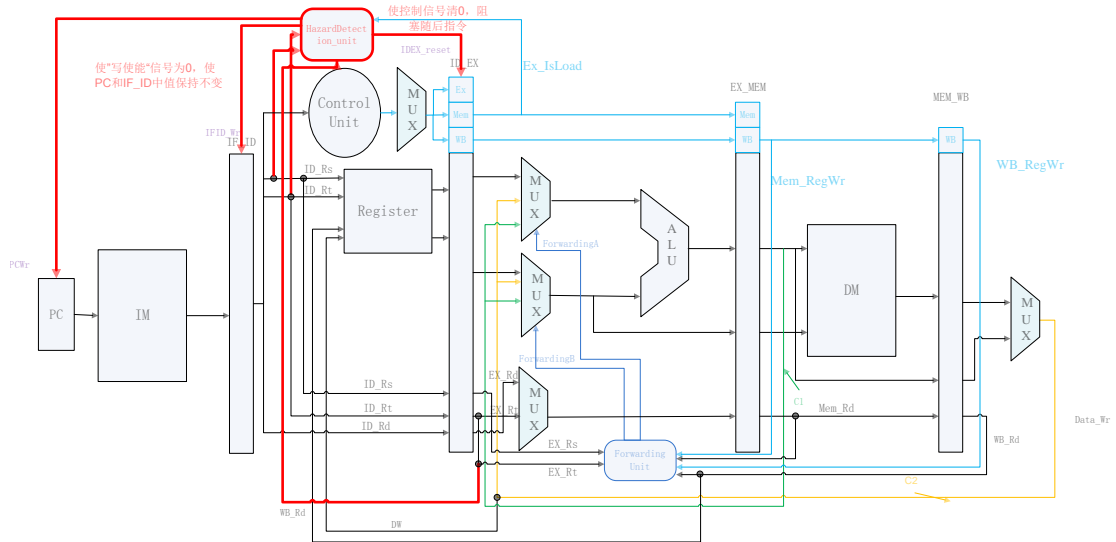 使控制信号清0，阻
塞随后指令
HazardDetect
ion_unit
IDEX_reset
ID_EX
Ex_IsLoad
使"写使能"信号为0，使
PC和IF_ID中值保持不变
Control
Unit
MUX
Ex
Mem
WB
EX_MEM
Mem
WB
MEM_WB
WB
IFID_Wr
IF_ID
ID_Rs
ID_Rt
Register
MUX
ALU
Mem_RegWr
WB_RegWr
ForwardingA
PCWr
PC
IM
MUX
DM
MUX
ForwardingB
ID_Rs
ID_Rt
ID_Rd
EX_Rd
EX_Rt
MUX
C1
Mem_Rd
Data_Wr
EX_Rs
EX_Rt
Forwarding
Unit
WB_Rd
C2
WB_Rd
DW